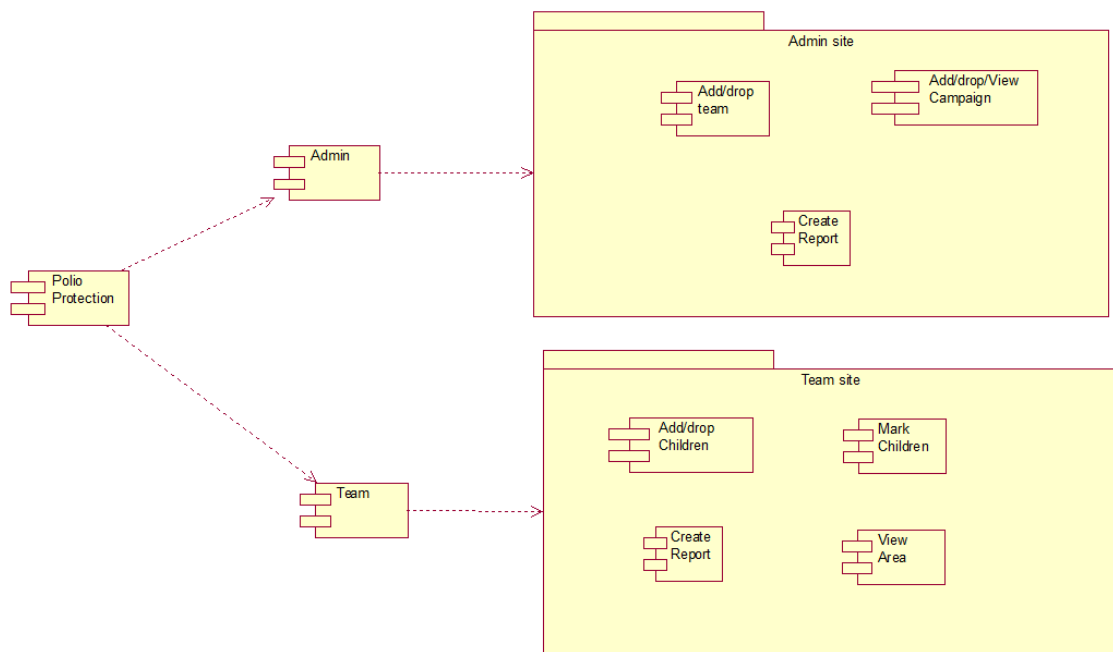 Admin site
Add/drop
team
Add/drop/View
Campaign
Admin
Create
Report
Polio
Protection
Team site
Add/drop
Children
Mark
Children
Team
Create
Report
View
Area